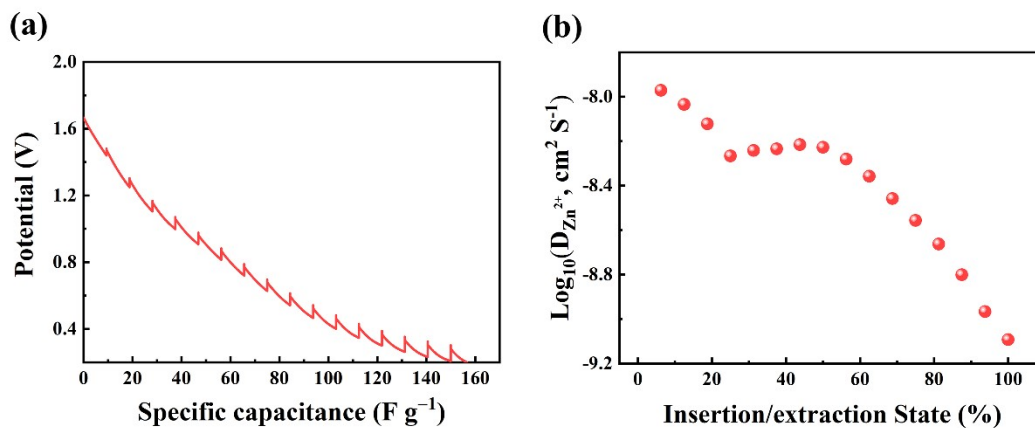 (a)
2.0
1.6
1.2
0.8
0.4
Potential (V)
0 20 40 60 80 100 120 140 160
Specific capacitance (F g⁻¹)
(b)
-8.0
-8.4
-8.8
-9.2
Log₁₀(D_Zn²⁺, cm² S⁻¹)
0 20 40 60 80 100
Insertion/extraction State (%)